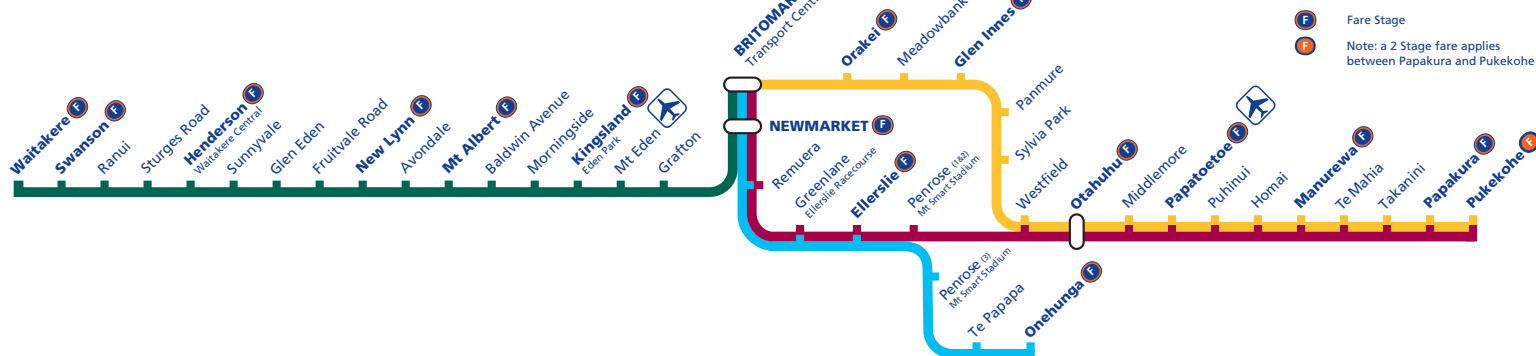 Waitakere F
Swanson F
Ranui
Sturges Road
Henderson F
Waitakere Central
Sunnyvale
Glen Eden
Fruitvale Road
New Lynn F
Avondale
Mt Albert F
Baldwin Avenue
Morningside
Kingsland F
Eden Park
Mt Eden
Grafton
Transport
NEWMARKET F
Orakei F
Meadowbank
Glen Innes
Panmure
Sylvia Park
Remuera
Greenlane
Ellerslie Racecourse
Ellerslie F
Penrose (1&2)
Mt Smart Stadium
Westfield
Otahuhu F
Middlemore
Papatoetoe F
Puhinui
Homai
Manurewa F
Te Mahia
Takanini
Papakura F
Pukekohe F
Penrose (3)
Mt Smart Stadium
Te Papapa
Onehunga F
F Fare Stage
F Note: a 2 Stage fare applies
between Papakura and Pukekohe